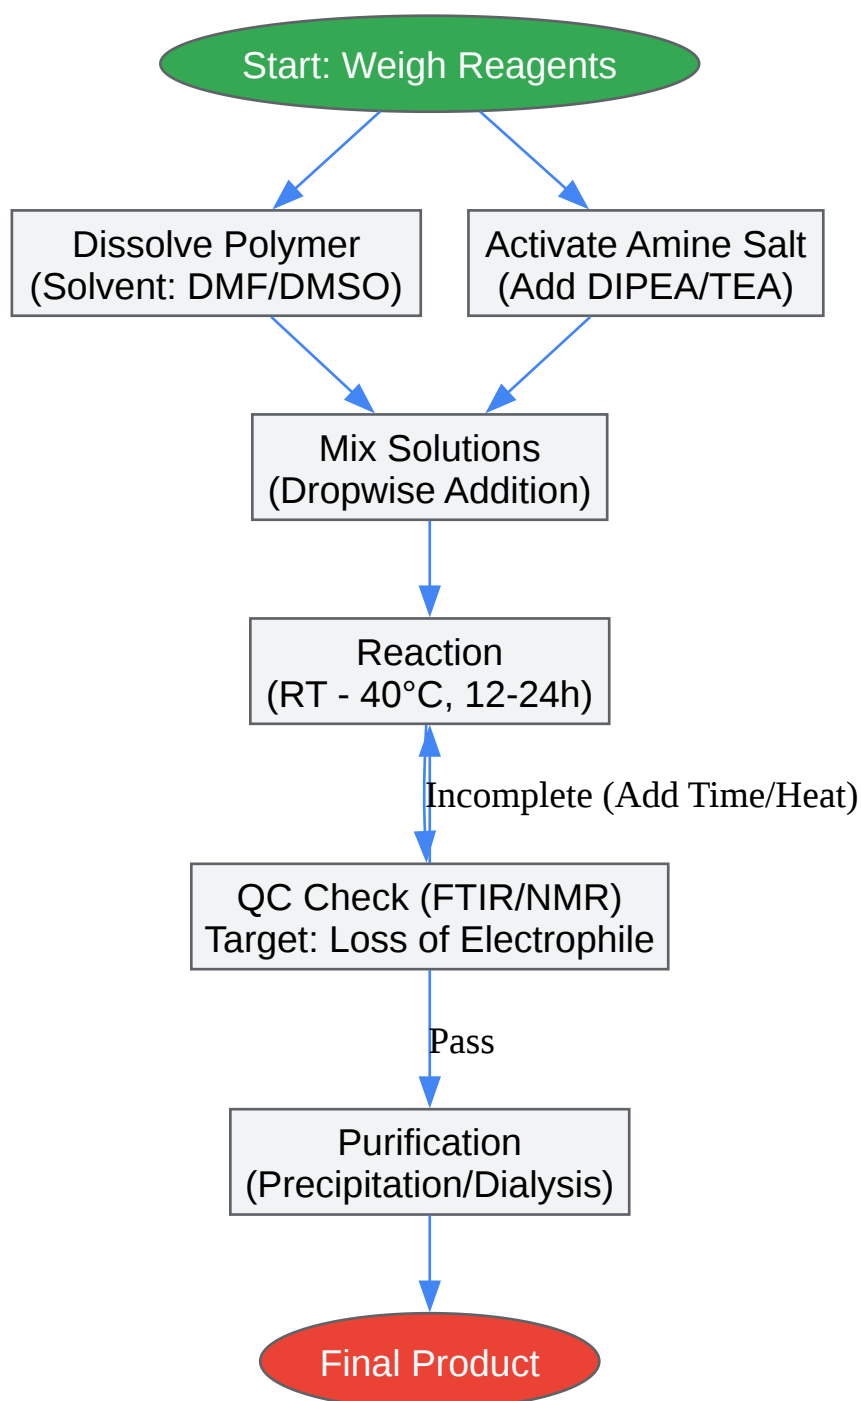 Start: Weigh Reagents
Dissolve Polymer
(Solvent: DMF/DMSO)
Activate Amine Salt
(Add DIPEA/TEA)
Mix Solutions
(Dropwise Addition)
Reaction
(RT - 40°C, 12-24h)
Incomplete (Add Time/Heat)
QC Check (FTIR/NMR)
Target: Loss of Electrophile
Pass
Purification
(Precipitation/Dialysis)
Final Product